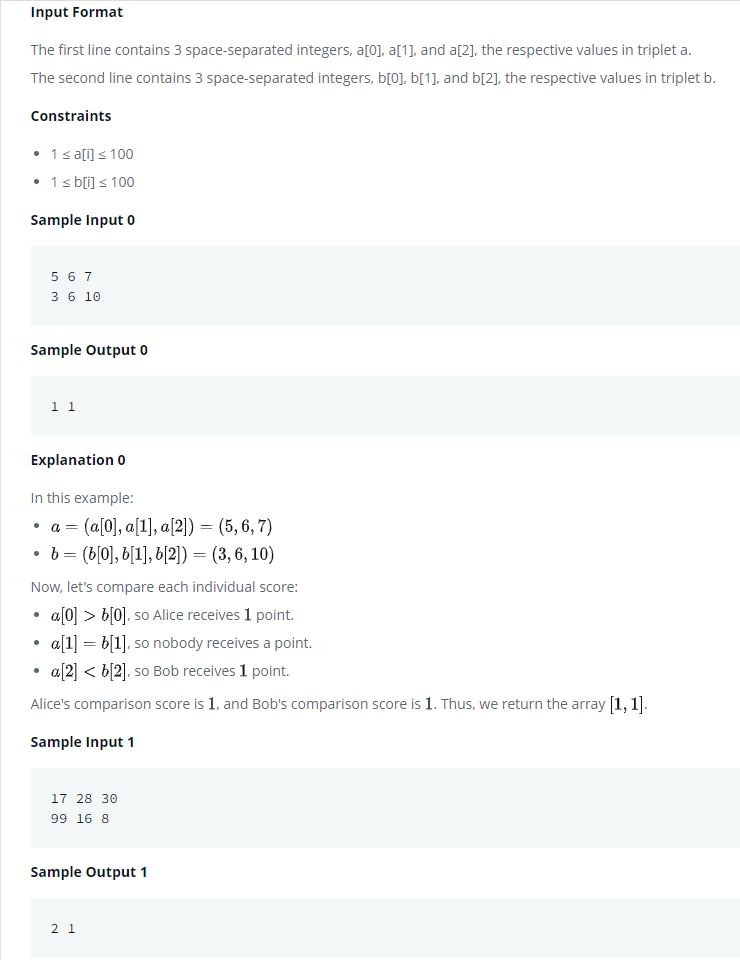 Input Format
The first line contains 3 space-separated integers, a[0], a[1], and a[2], the respective values in triplet a.
The second line contains 3 space-separated integers, b[0], b[1], and b[2], the respective values in triplet b.
Constraints
• 1 ≤ a[i] ≤ 100
• 1 ≤ b[i] ≤ 100
Sample Input 0
5 6 7
3 6 10
Sample Output 0
1 1
Explanation 0
In this example:
• a = (a[0], a[1], a[2]) = (5, 6, 7)
• b = (b[0], b[1], b[2]) = (3, 6, 10)
Now, let's compare each individual score:
• a[0] > b[0], so Alice receives 1 point.
• a[1] = b[1], so nobody receives a point.
• a[2] < b[2], so Bob receives 1 point.
Alice's comparison score is 1, and Bob's comparison score is 1. Thus, we return the array [1, 1].
Sample Input 1
17 28 30
99 16 8
Sample Output 1
2 1